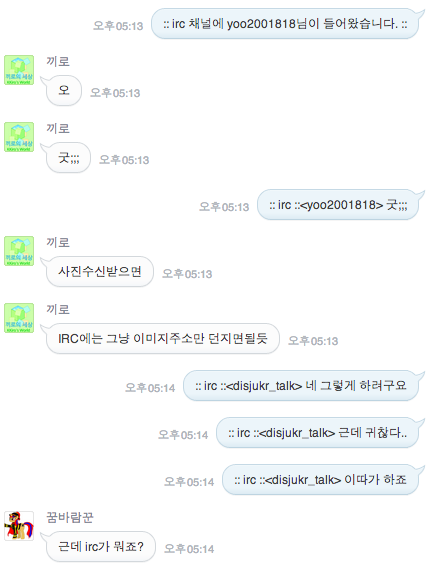 오후05:13 :: irc 채널에 yoo2001818님이 들어왔습니다. ::
끼로
오 오후05:13
끼로
굿;;; 오후05:13
오후05:13 :: irc ::<yoo2001818> 굿;;;
끼로
사진수신받으면 오후05:13
끼로
IRC에는 그냥 이미지주소만 던지면될듯 오후05:13
오후05:14 :: irc ::<disjukr_talk> 네 그렇게 하려구요
오후05:14 :: irc ::<disjukr_talk> 근데 귀찮다..
오후05:14 :: irc ::<disjukr_talk> 이따가 하죠
꿈바람꾼
근데 irc가 뭐죠? 오후05:14